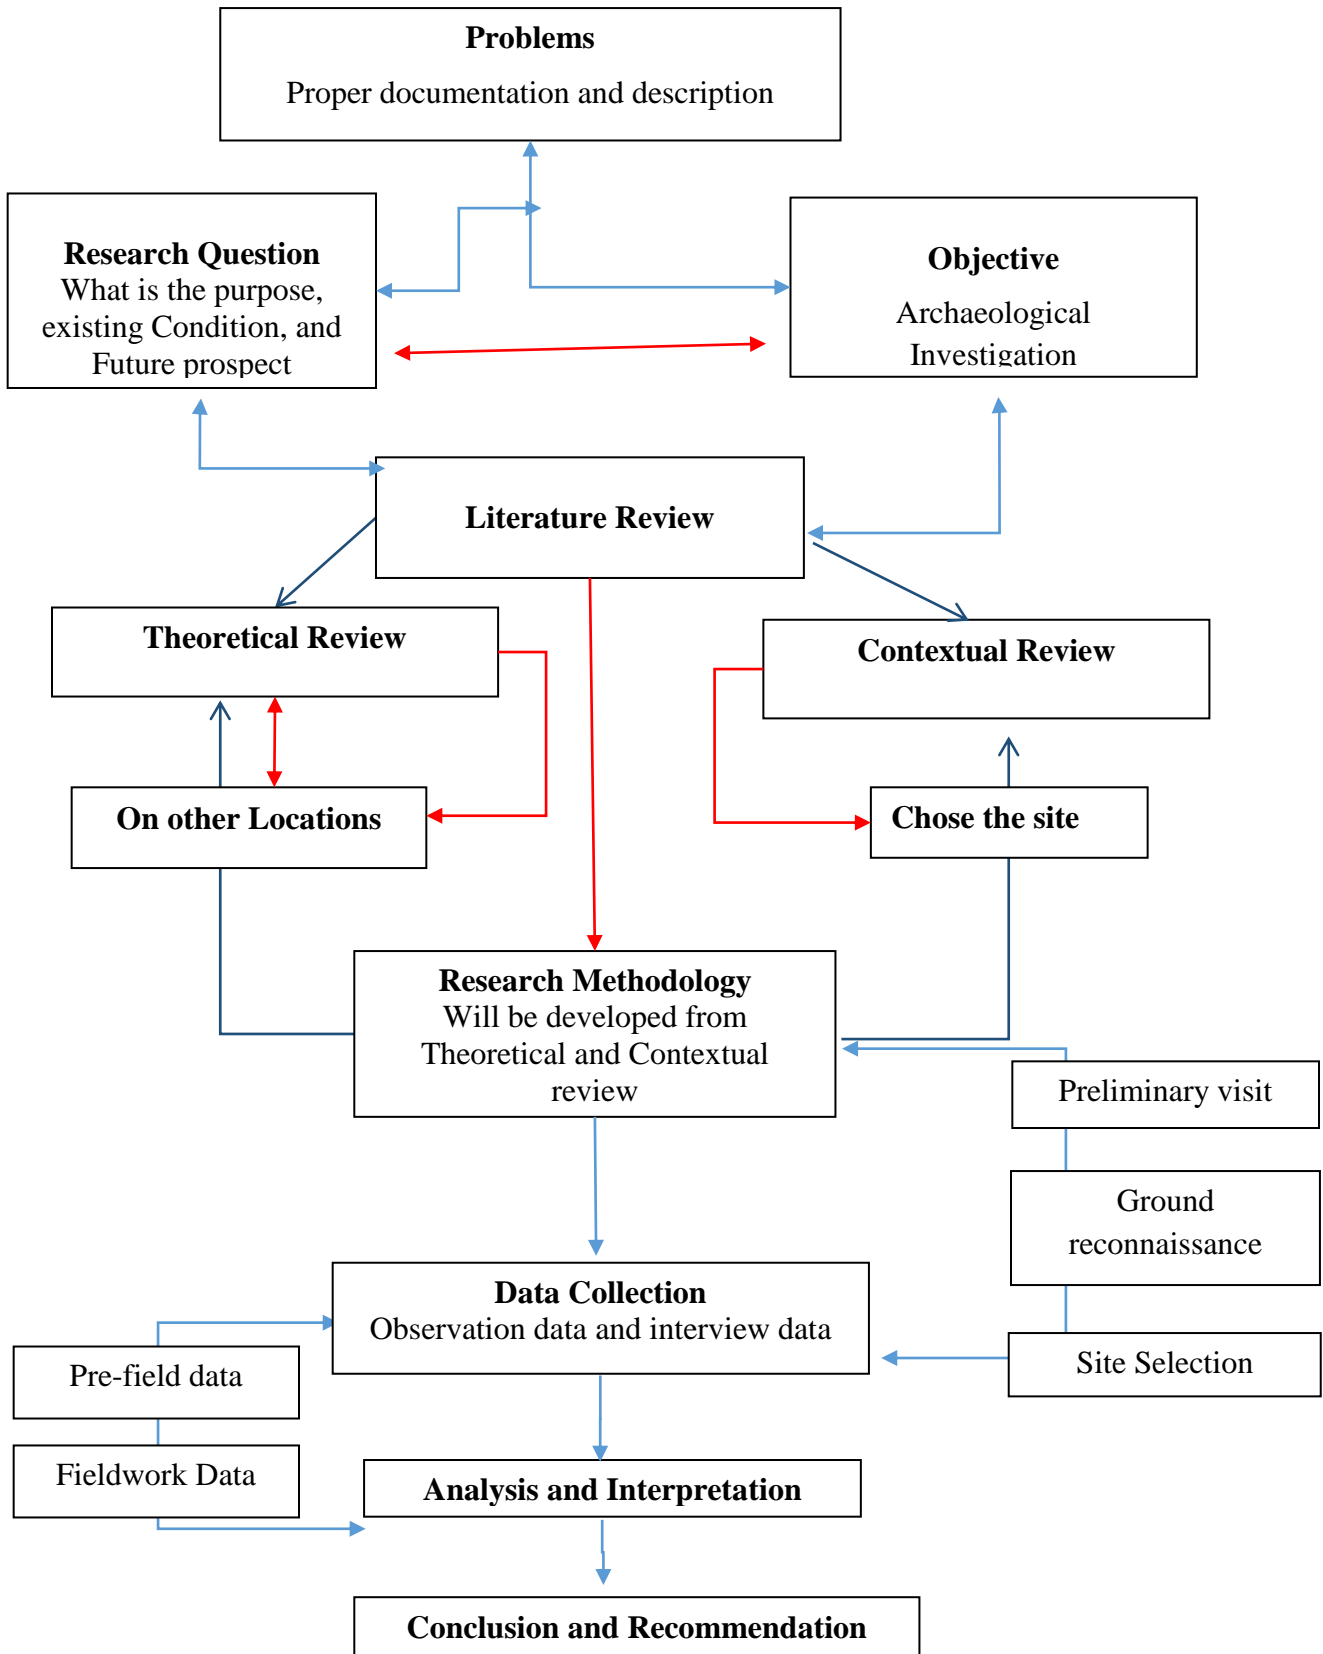 Problems
Proper documentation and description
Research Question
What is the purpose,
existing Condition, and
Future prospect
Objective
Archaeological
Investigation
Literature Review
Theoretical Review
Contextual Review
On other Locations
Chose the site
Research Methodology
Will be developed from
Theoretical and Contextual
review
Preliminary visit
Ground
reconnaissance
Data Collection
Observation data and interview data
Site Selection
Pre-field data
Fieldwork Data
Analysis and Interpretation
Conclusion and Recommendation